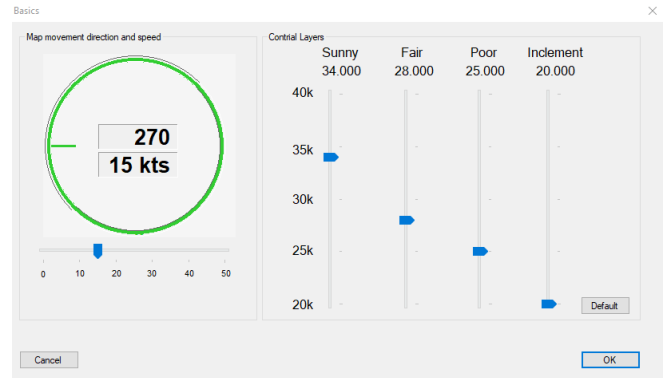 Basics
Map movement direction and speed
270
15 kts
0 10 20 30 40 50
Contrial Layers
Sunny Fair Poor Inclement
34.000 28.000 25.000 20.000
40k
35k
30k
25k
20k
Default
Cancel OK